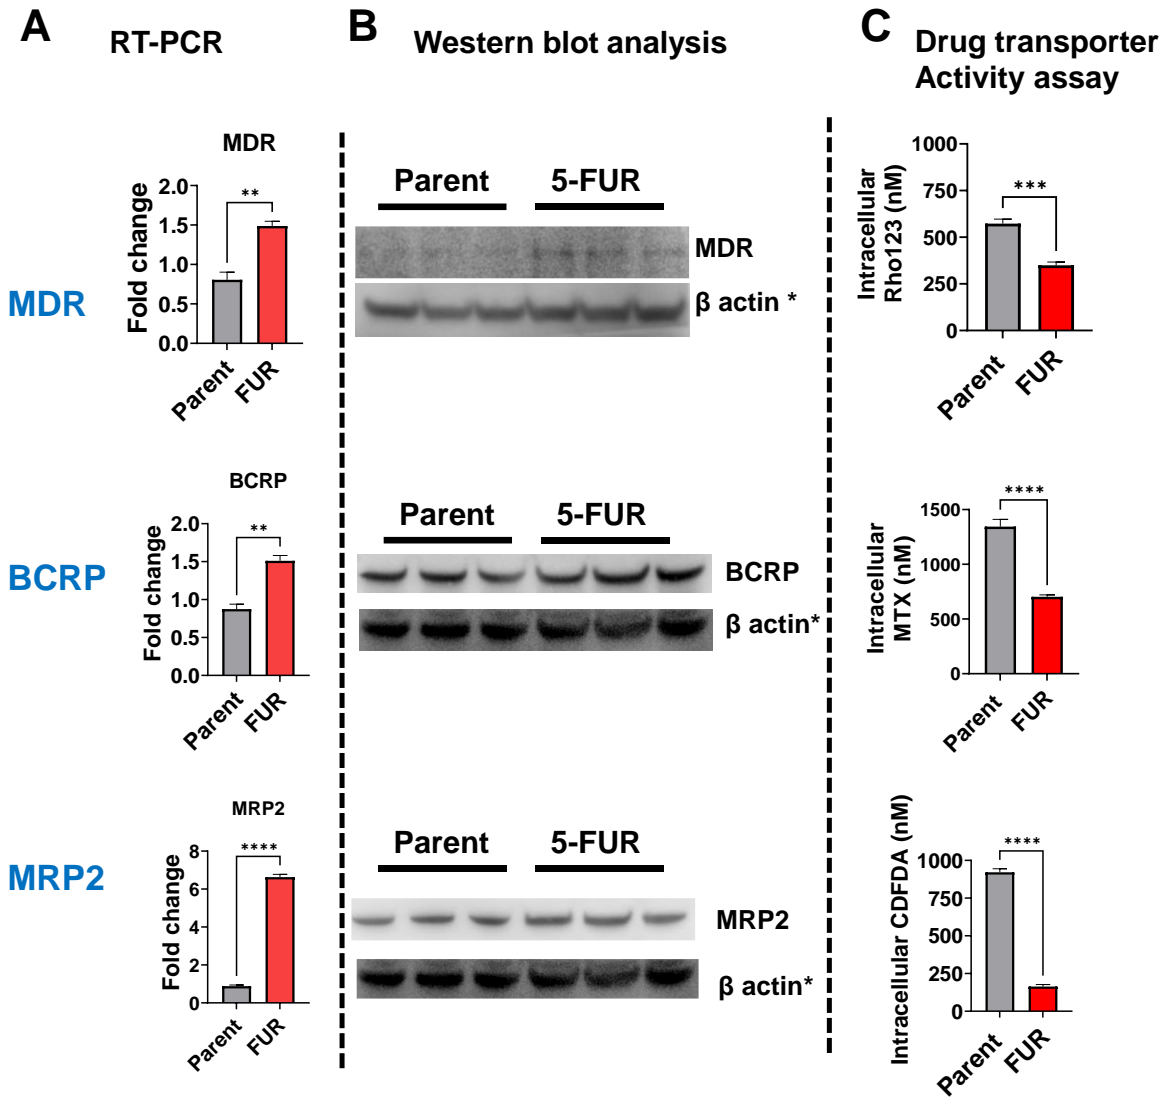 A
RT-PCR
B
Western blot analysis
C
Drug transporter
Activity assay
MDR
MDR
Fold change
2.0
1.5
1.0
0.5
0.0
**
Parent
FUR
Parent
5-FUR
MDR
β actin *
Intracellular
Rho123 (nM)
1000
750
500
250
0
***
Parent
FUR
BCRP
BCRP
Fold change
2.0
1.5
1.0
0.5
0.0
**
Parent
FUR
Parent
5-FUR
BCRP
β actin*
Intracellular
MTX (nM)
1500
1000
500
0
****
Parent
FUR
MRP2
MRP2
Fold change
8
6
4
2
0
****
Parent
FUR
Parent
5-FUR
MRP2
β actin*
Intracellular CDFDA (nM)
1000
750
500
250
0
****
Parent
FUR